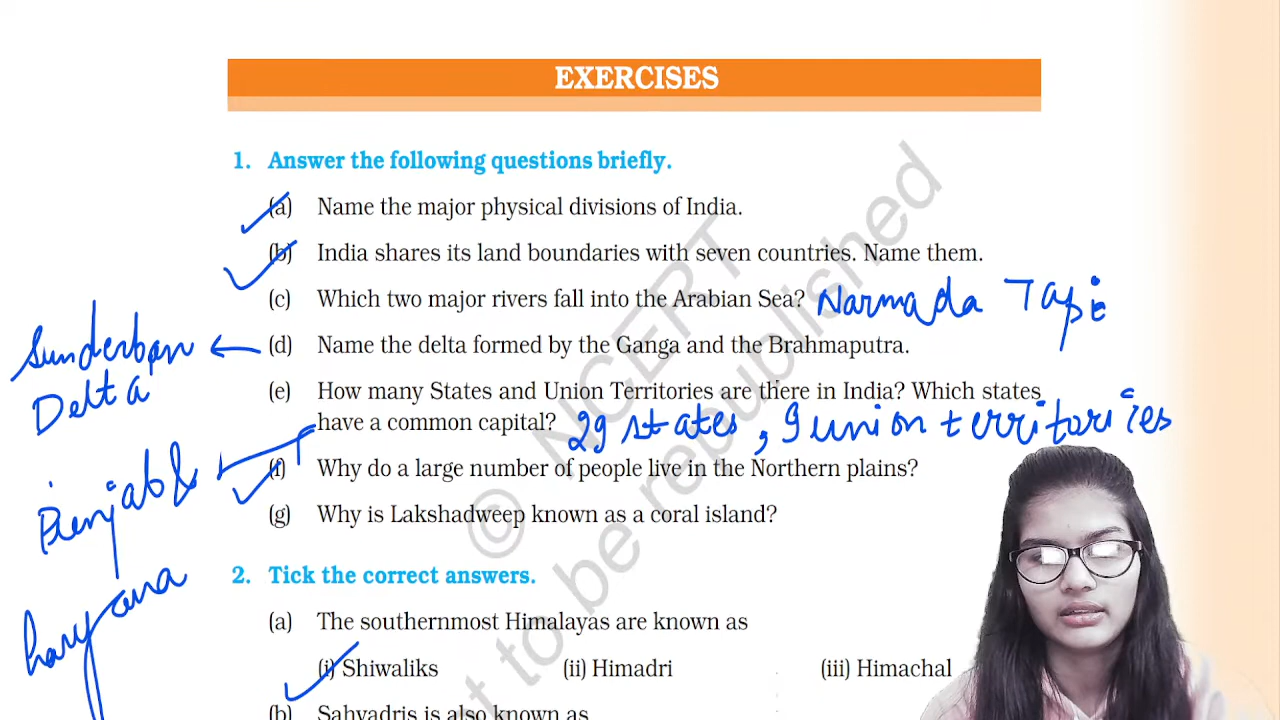 EXERCISES
1. Answer the following questions briefly.
(a) Name the major physical divisions of India.
(b) India shares its land boundaries with seven countries. Name them.
(c) Which two major rivers fall into the Arabian Sea? Narmada Tapi
Sunderban
Delta
(d) Name the delta formed by the Ganga and the Brahmaputra.
(e) How many States and Union Territories are there in India? Which states
have a common capital? 29 states, 9 union territories
Punjab &
haryana
(f) Why do a large number of people live in the Northern plains?
(g) Why is Lakshadweep known as a coral island?
2. Tick the correct answers.
(a) The southernmost Himalayas are known as
(i) Shiwaliks (ii) Himadri (iii) Himachal
(b) Sahyadris is also known as
© NCERT
not to be republished